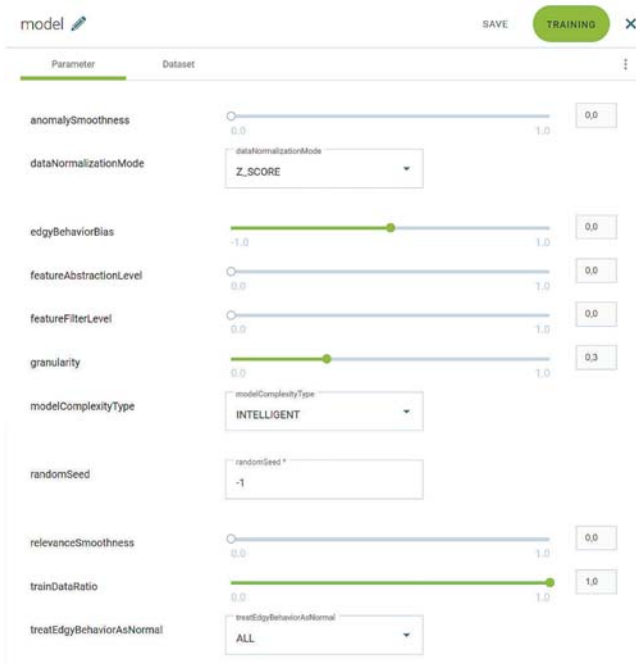 model
SAVE
TRAINING
Parameter
Dataset
anomalySmoothness
0.0
1.0
0,0
dataNormalizationMode
dataNormalizationMode
Z_SCORE
edgyBehaviorBias
-1.0
1.0
0,0
featureAbstractionLevel
0.0
1.0
0,0
featureFilterLevel
0.0
1.0
0,0
granularity
0.0
1.0
0,3
modelComplexityType
modelComplexityType
INTELLIGENT
randomSeed
randomSeed *
-1
relevanceSmoothness
0.0
1.0
0,0
trainDataRatio
0.0
1.0
1,0
treatEdgyBehaviorAsNormal
treatEdgyBehaviorAsNormal
ALL